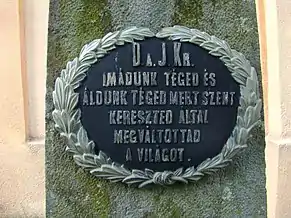 D. A. J. KR.
IMÁDUNK TÉGED ÉS
ÁLDUNK TÉGED MERT SZENT
KERESZTED ÁLTAL
MEGVÁLTOTTAD
A VILÁGOT.